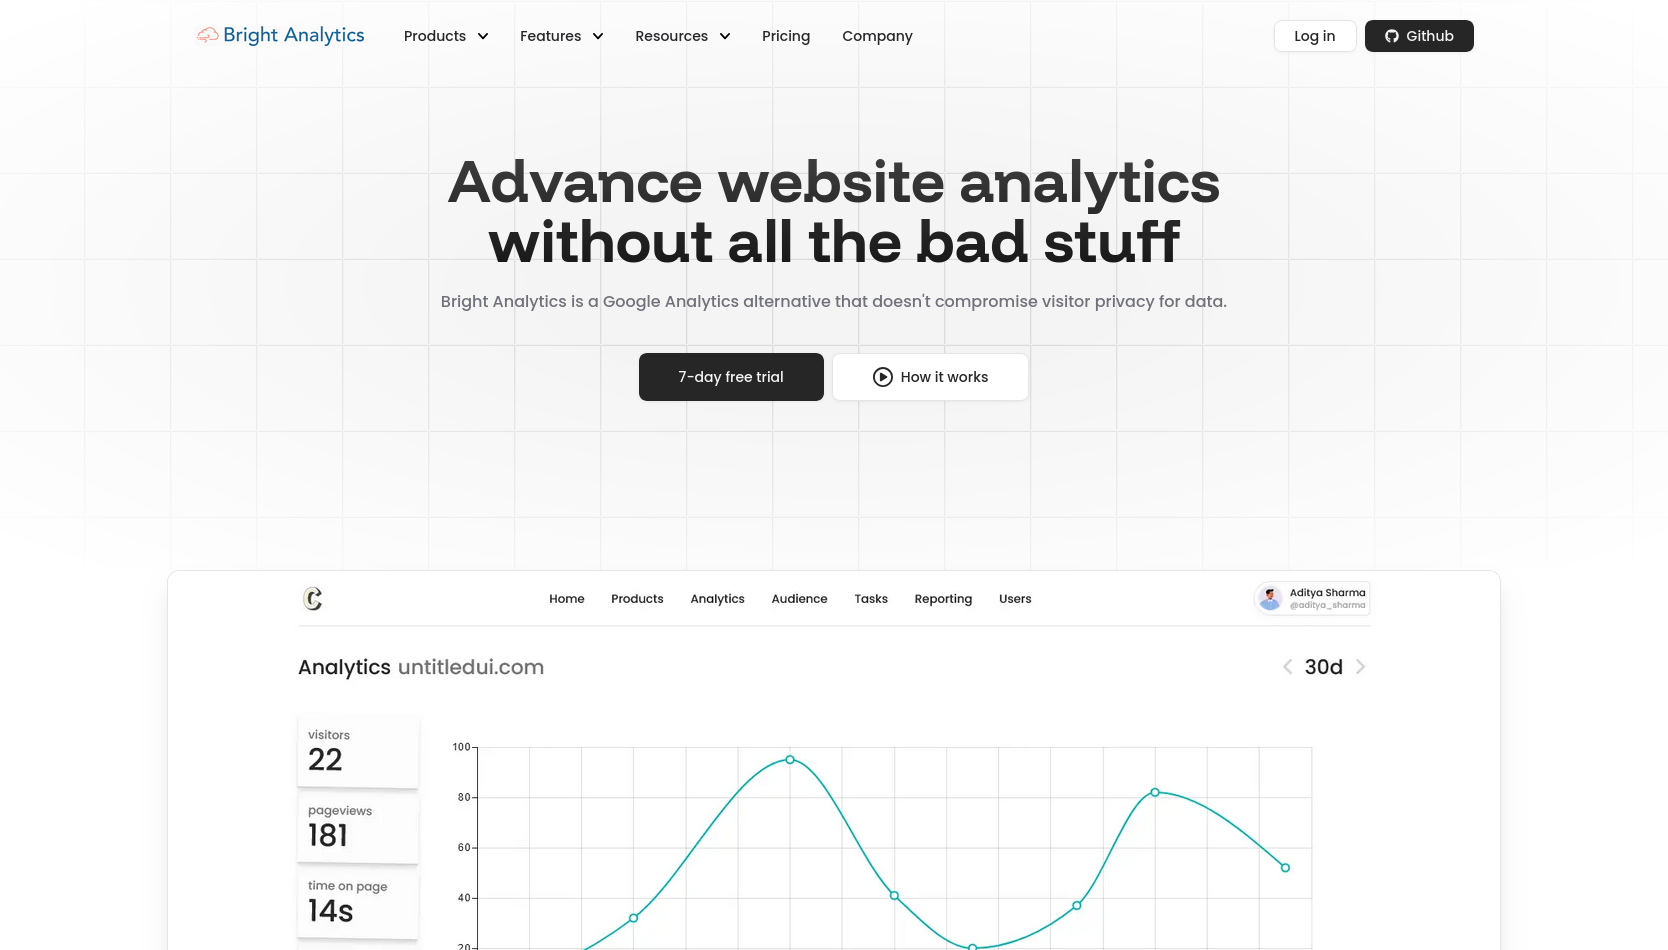 Bright Analytics Products Features Resources Pricing Company Log in Github
Advance website analytics
without all the bad stuff
Bright Analytics is a Google Analytics alternative that doesn't compromise visitor privacy for data.
7-day free trial How it works
C Home Products Analytics Audience Tasks Reporting Users Aditya Sharma
@aditya_sharma
Analytics untitledui.com 30d
visitors
22
pageviews
181
time on page
14s
100
80
60
40
20